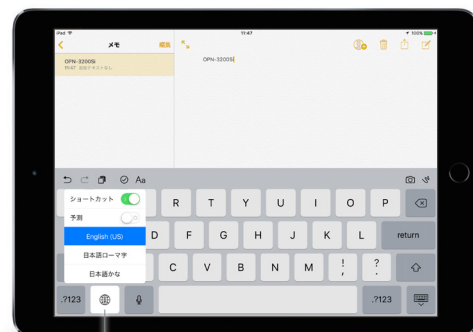 iPad
11:47
100%
メモ
編集
OPN-3200Si
11:47 追加テキストなし
OPN-3200Si
Aa
ショートカット
予測
English (US)
日本語ローマ字
日本語かな
R T Y U I O P
D F G H J K L return
C V B N M ! , ? .
.?123 .?123